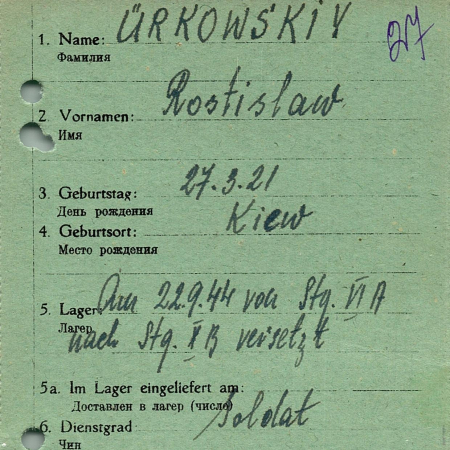 27
1. Name: ÜRKOWSKIY
Фамилия
2. Vornamen: Rostislaw
Имя
3. Geburtstag: 27.3.21
День рождения
4. Geburtsort: Kiew
Место рождения
5. Lager: Am 22.9.44 von Stg. VI A
Лагерь nach Stg. X B versetzt
5a. Im Lager eingeliefert am:
Доставлен в лагерь (число)
6. Dienstgrad Soldat
Чин